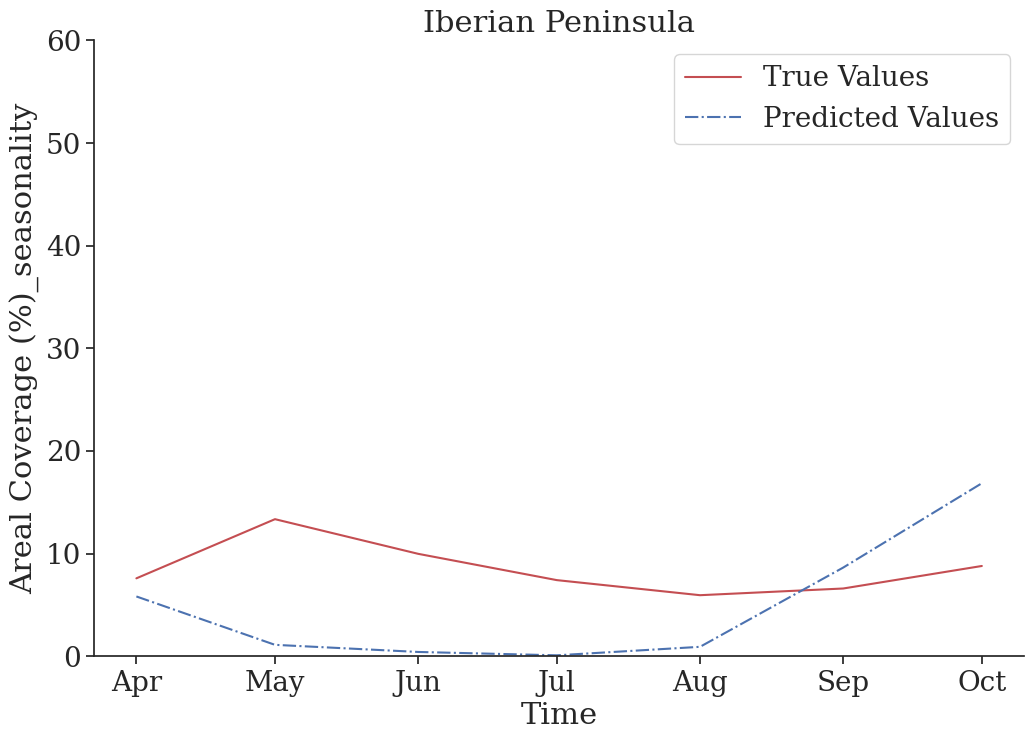 Iberian Peninsula
True Values
Predicted Values
Areal Coverage (%)_seasonality
60
50
40
30
20
10
0
Apr May Jun Jul Aug Sep Oct
Time